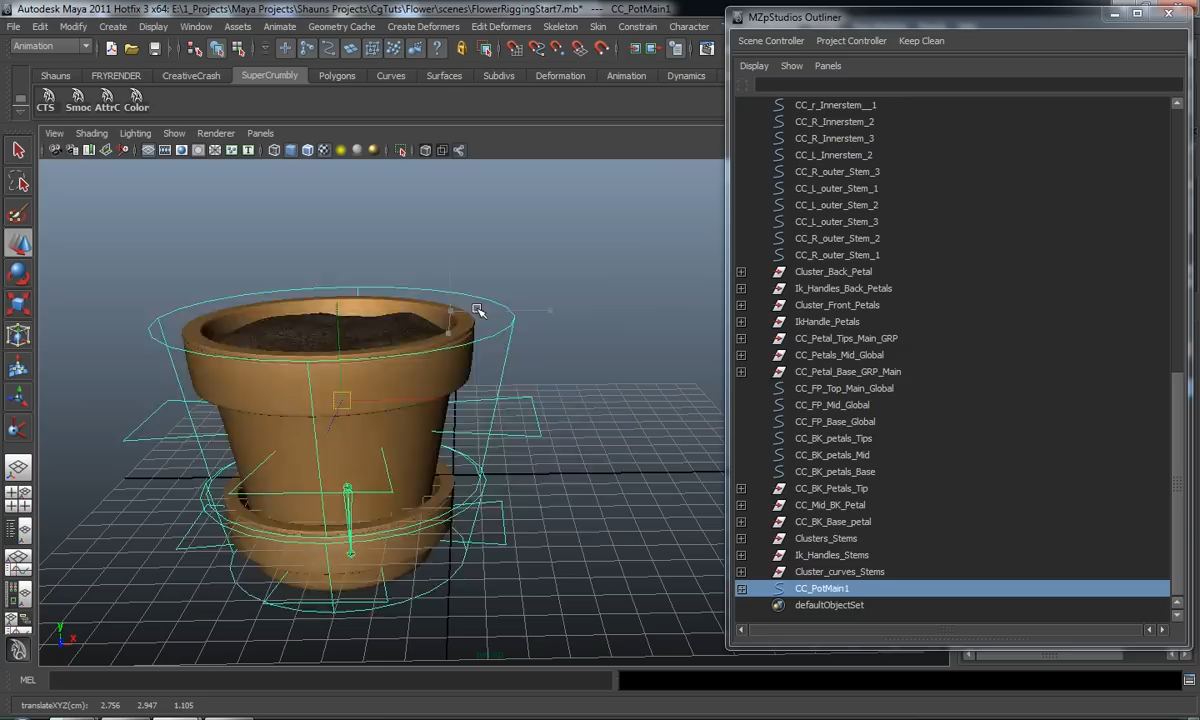 Autodesk Maya 2011 Hotfix 3 x64: E:\1_Projects\Maya Projects\Shauns Projects\CgTuts\Flower\scenes\FlowerRiggingStart7.mb* --- CC_PotMain1
File Edit Modify Create Display Window Assets Animate Geometry Cache Create Deformers Edit Deformers Skeleton Skin Constrain Character
Animation
Shauns FRYRENDER CreativeCrash SuperCrumbly Polygons Curves Surfaces Subdivs Deformation Animation Dynamics
CTS Smoc AttrC Color
View Shading Lighting Show Renderer Panels
MZpStudios Outliner
Scene Controller Project Controller Keep Clean
Display Show Panels
CC_r_Innerstem__1
CC_R_Innerstem_2
CC_R_Innerstem_3
CC_L_Innerstem_2
CC_R_outer_Stem_3
CC_L_outer_Stem_1
CC_L_outer_Stem_2
CC_L_outer_Stem_3
CC_R_outer_Stem_2
CC_R_outer_Stem_1
Cluster_Back_Petal
Ik_Handles_Back_Petals
Cluster_Front_Petals
IkHandle_Petals
CC_Petal_Tips_Main_GRP
CC_Petals_Mid_Global
CC_Petal_Base_GRP_Main
CC_FP_Top_Main_Global
CC_FP_Mid_Global
CC_FP_Base_Global
CC_BK_petals_Tips
CC_BK_petals_Mid
CC_BK_petals_Base
CC_BK_Petals_Tip
CC_Mid_BK_Petal
CC_BK_Base_petal
Clusters_Stems
Ik_Handles_Stems
Cluster_curves_Stems
CC_PotMain1
defaultObjectSet
y
x
MEL
translateXYZ(cm): 2.756 2.947 1.105